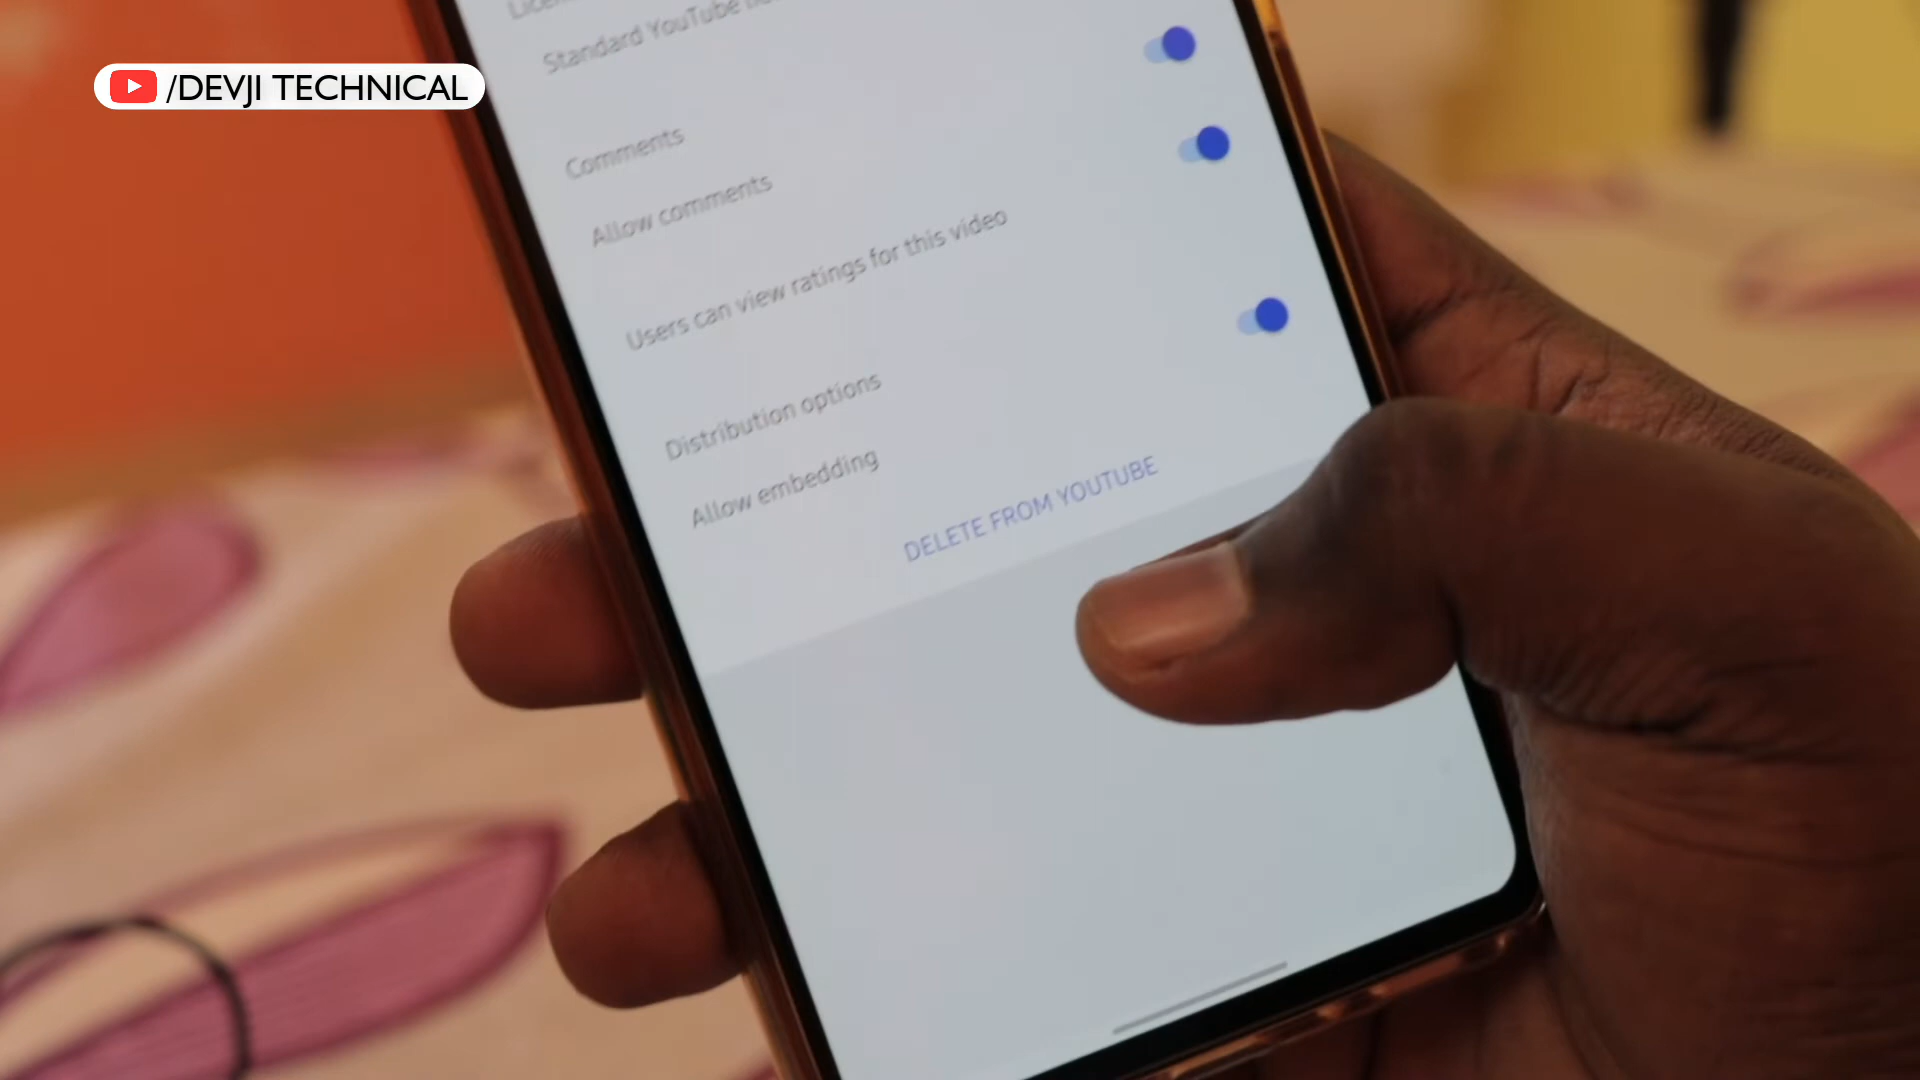 /DEVJI TECHNICAL
Standard YouTube
Comments
Allow comments
Users can view ratings for this video
Distribution options
Allow embedding
DELETE FROM YOUTUBE